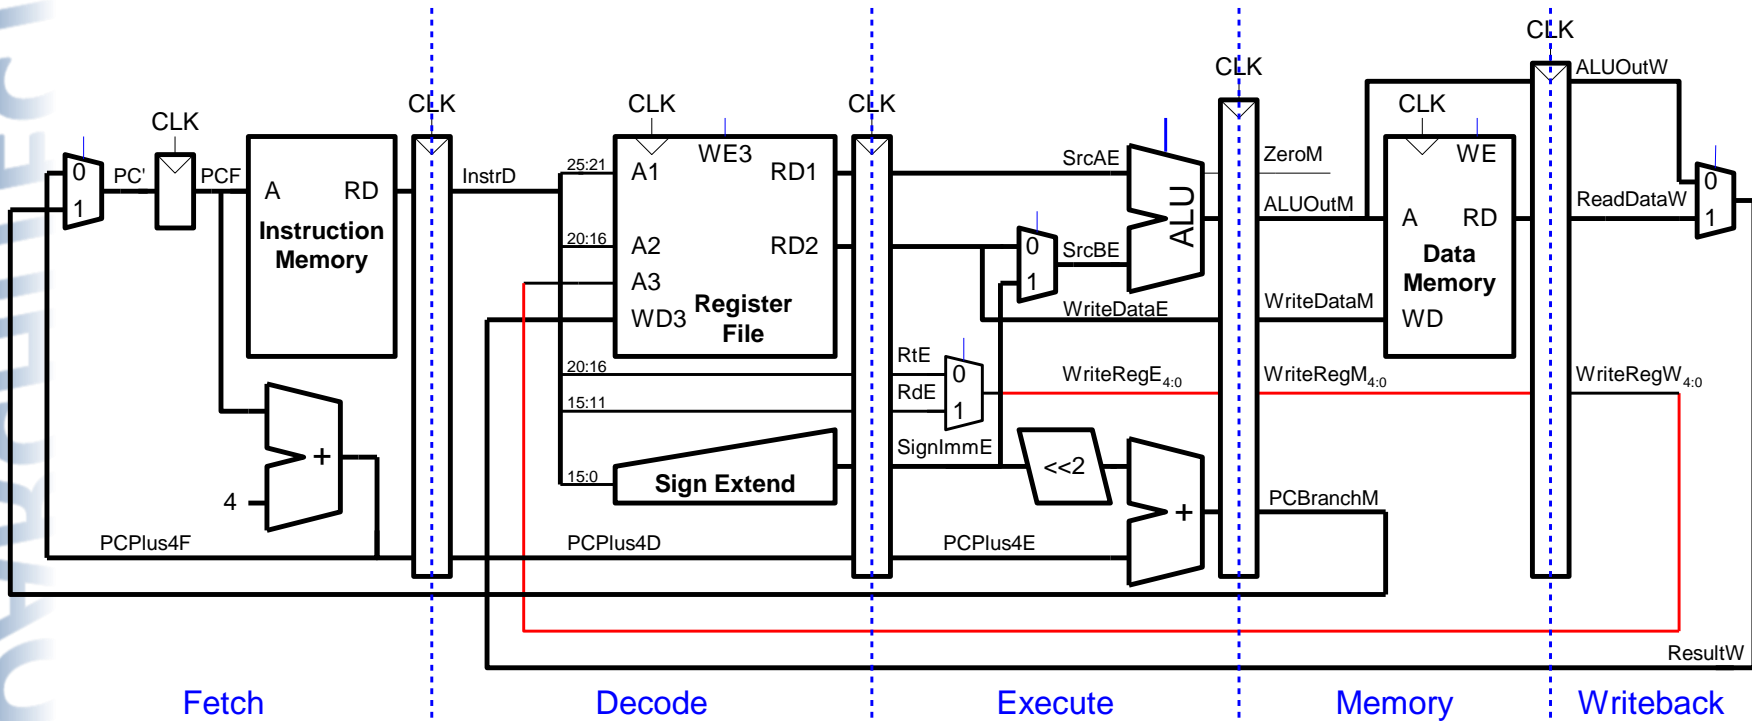 CLK
ALUOutW
CLK
CLK
CLK
CLK
CLK
CLK
0
1
PC'
PCF
A
RD
Instruction
Memory
InstrD
25:21
A1
WE3
RD1
20:16
A2
RD2
A3
WD3
Register
File
SrcAE
0
1
SrcBE
ALU
WriteDataE
ZeroM
ALUOutM
A
WE
RD
Data
Memory
WriteDataM
WD
ReadDataW
0
1
20:16
15:11
RtE
RdE
0
1
WriteRegE4:0
WriteRegM4:0
WriteRegW4:0
+
4
15:0
Sign Extend
SignImmE
<<2
+
PCBranchM
PCPlus4F
PCPlus4D
PCPlus4E
ResultW
Fetch
Decode
Execute
Memory
Writeback